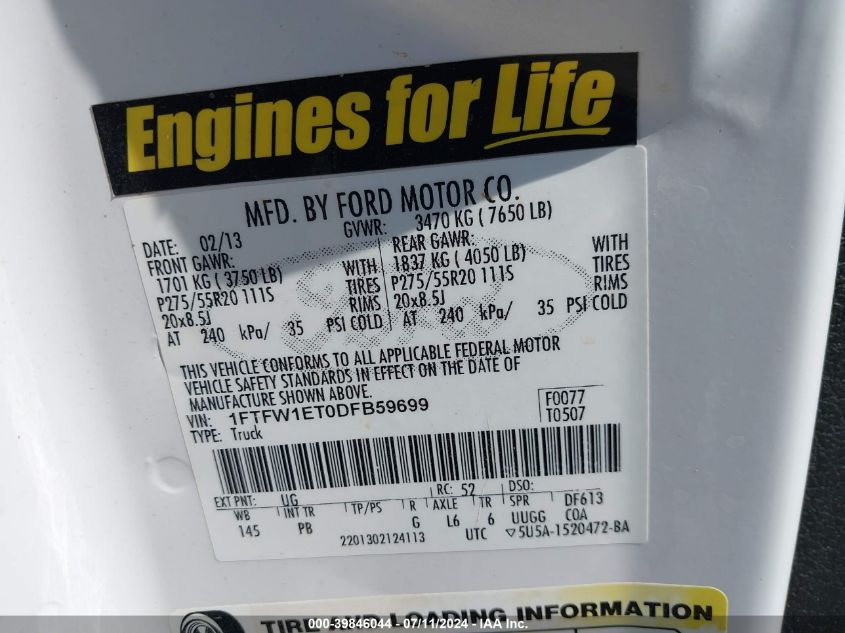 Engines for Life
MFD. BY FORD MOTOR CO.
DATE: 02/13 GVWR: 3470 KG ( 7650 LB)
FRONT GAWR: REAR GAWR:
1701 KG ( 3750 LB) WITH 1837 KG ( 4050 LB) WITH
P275/55R20 111S TIRES P275/55R20 111S TIRES
20x8.5J RIMS 20x8.5J RIMS
AT 240 kPa/ 35 PSI COLD AT 240 kPa/ 35 PSI COLD
THIS VEHICLE CONFORMS TO ALL APPLICABLE FEDERAL MOTOR
VEHICLE SAFETY STANDARDS IN EFFECT ON THE DATE OF
MANUFACTURE SHOWN ABOVE.
VIN: 1FTFW1ET0DFB59699 F0077
TYPE: Truck T0507
EXT PNT: UG RC: 52 DSO:
WB INT TR TP/PS R AXLE TR SPR DF613
145 PB G L6 6 UUGG COA
2201302124113 UTC ▽5U5A-1520472-BA
TIRE AND LOADING INFORMATION
000-39846044 - 07/11/2024 - IAA Inc.